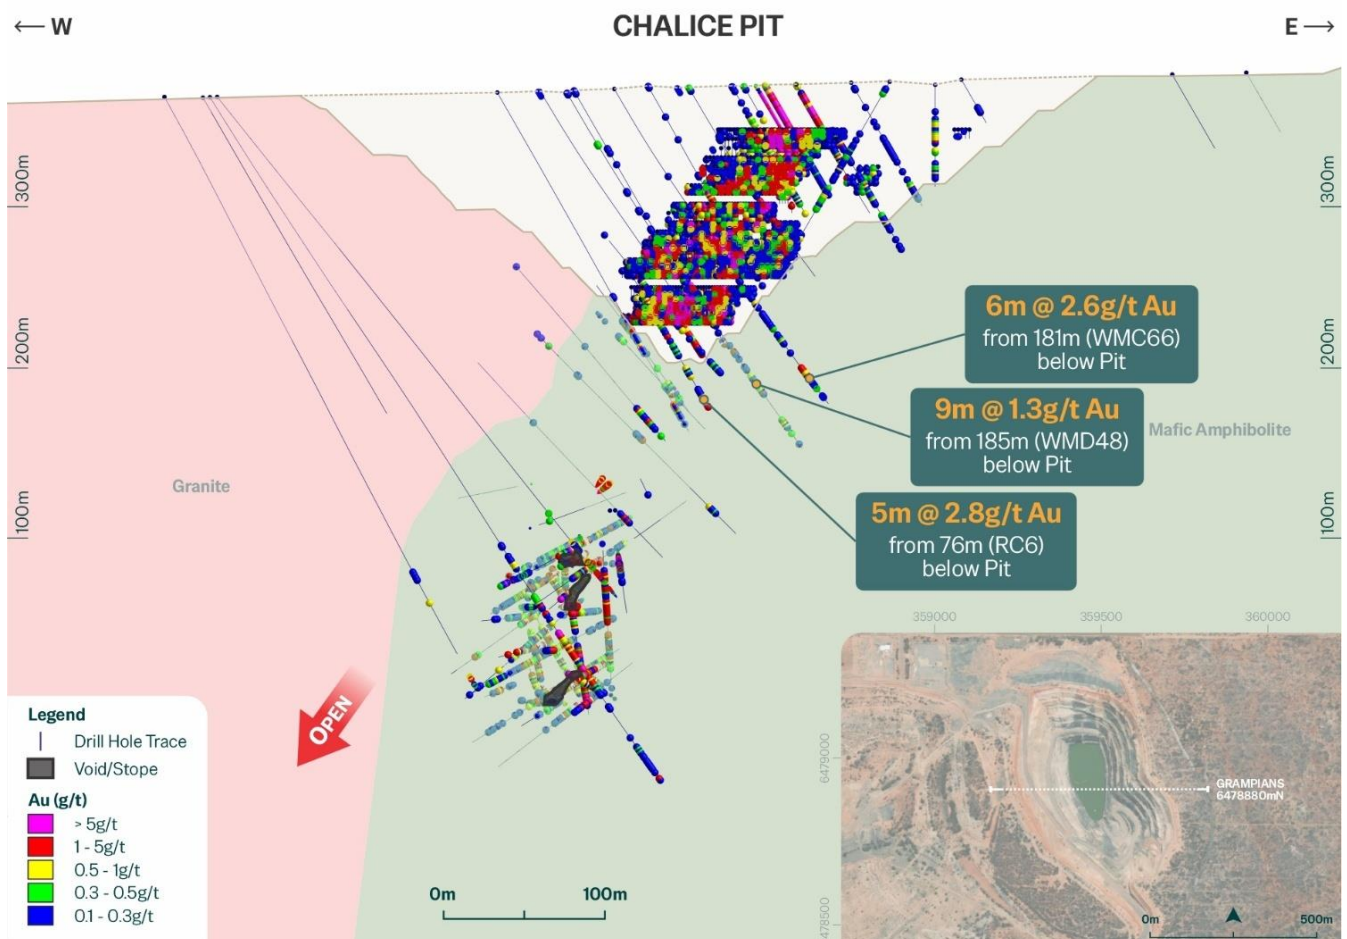 ← W
CHALICE PIT
E →
300m
200m
100m
300m
200m
100m
6m @ 2.6g/t Au
from 181m (WMC66)
below Pit
9m @ 1.3g/t Au
from 185m (WMD48)
below Pit
5m @ 2.8g/t Au
from 76m (RC6)
below Pit
Mafic Amphibolite
Granite
OPEN
Legend
Drill Hole Trace
Void/Stope
Au (g/t)
> 5g/t
1 - 5g/t
0.5 - 1g/t
0.3 - 0.5g/t
0.1 - 0.3g/t
0m 100m
359000 359500 360000
6479000
478500
GRAMPIANS
6478880mN
0m 500m